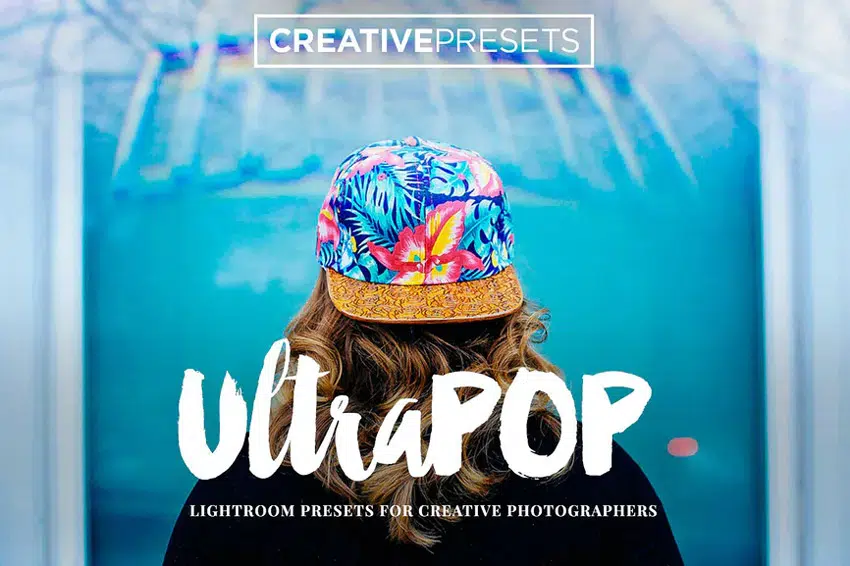 CREATIVEPRESETS
UltraPOP
LIGHTROOM PRESETS FOR CREATIVE PHOTOGRAPHERS